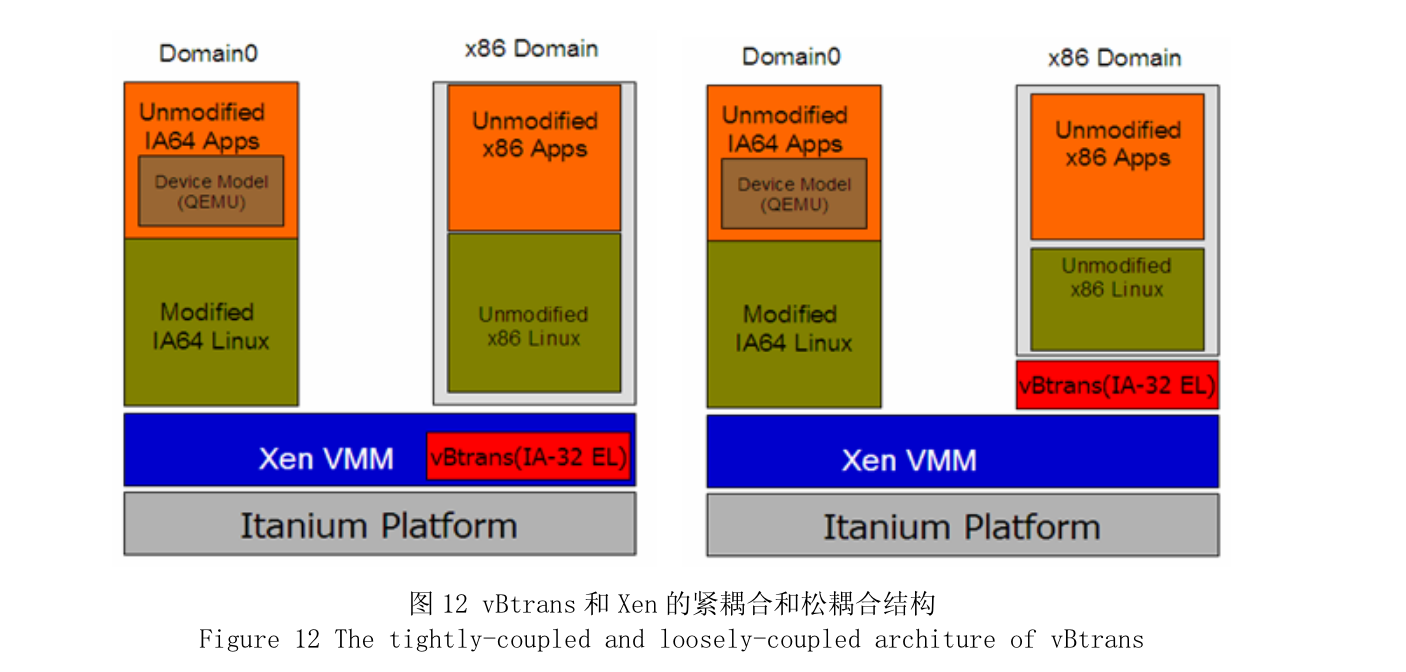 Domain0
Unmodified
IA64 Apps
Device Model
(QEMU)
Modified
IA64 Linux
x86 Domain
Unmodified
x86 Apps
Unmodified
x86 Linux
Xen VMM
vBtrans(IA-32 EL)
Itanium Platform
Domain0
Unmodified
IA64 Apps
Device Model
(QEMU)
Modified
IA64 Linux
x86 Domain
Unmodified
x86 Apps
Unmodified
x86 Linux
vBtrans(IA-32 EL)
Xen VMM
Itanium Platform
图 12 vBtrans 和 Xen 的紧耦合和松耦合结构
Figure 12 The tightly-coupled and loosely-coupled architure of vBtrans